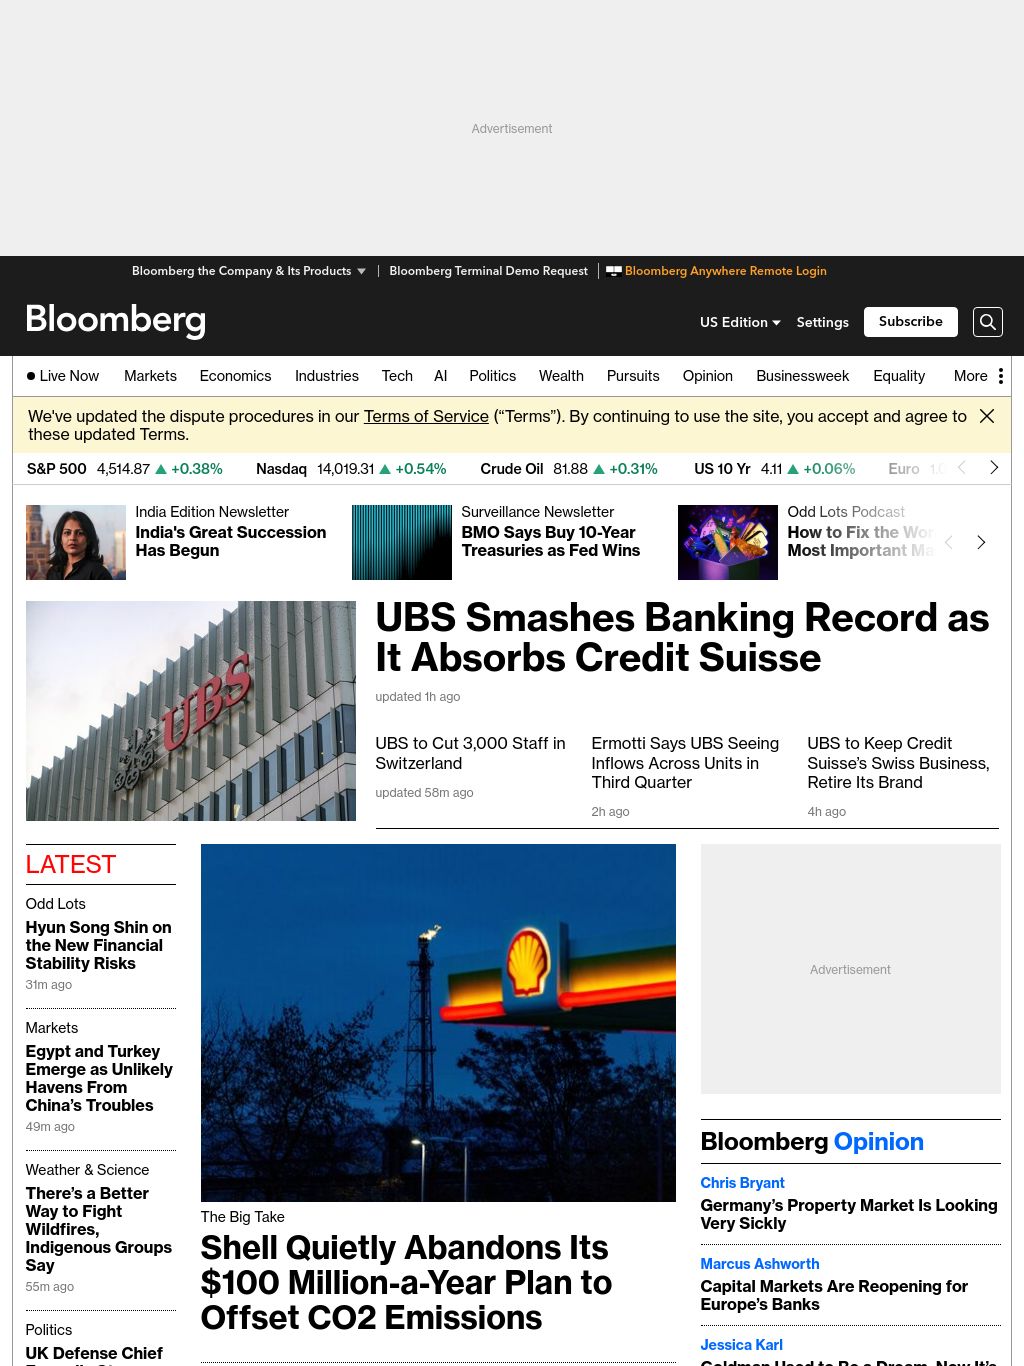 Advertisement
Bloomberg the Company & Its Products
Bloomberg Terminal Demo Request
Bloomberg Anywhere Remote Login
Bloomberg
US Edition
Settings
Subscribe
Live Now
Markets
Economics
Industries
Tech
AI
Politics
Wealth
Pursuits
Opinion
Businessweek
Equality
More
We've updated the dispute procedures in our Terms of Service (“Terms”). By continuing to use the site, you accept and agree to
these updated Terms.
S&P 500 4,514.87 +0.38%
Nasdaq 14,019.31 +0.54%
Crude Oil 81.88 +0.31%
US 10 Yr 4.11 +0.06%
Euro
India Edition Newsletter
India's Great Succession
Has Begun
Surveillance Newsletter
BMO Says Buy 10-Year
Treasuries as Fed Wins
Odd Lots Podcast
How to Fix the
Most Important
UBS
UBS Smashes Banking Record as
It Absorbs Credit Suisse
updated 1h ago
UBS to Cut 3,000 Staff in
Switzerland
updated 58m ago
Ermotti Says UBS Seeing
Inflows Across Units in
Third Quarter
2h ago
UBS to Keep Credit
Suisse’s Swiss Business,
Retire Its Brand
4h ago
LATEST
Odd Lots
Hyun Song Shin on
the New Financial
Stability Risks
31m ago
Markets
Egypt and Turkey
Emerge as Unlikely
Havens From
China’s Troubles
49m ago
Weather & Science
There’s a Better
Way to Fight
Wildfires,
Indigenous Groups
Say
55m ago
Politics
UK Defense Chief
The Big Take
Shell Quietly Abandons Its
$100 Million-a-Year Plan to
Offset CO2 Emissions
Advertisement
Bloomberg Opinion
Chris Bryant
Germany’s Property Market Is Looking
Very Sickly
Marcus Ashworth
Capital Markets Are Reopening for
Europe’s Banks
Jessica Karl
Goldman Used to Be a Dream. Now It’s